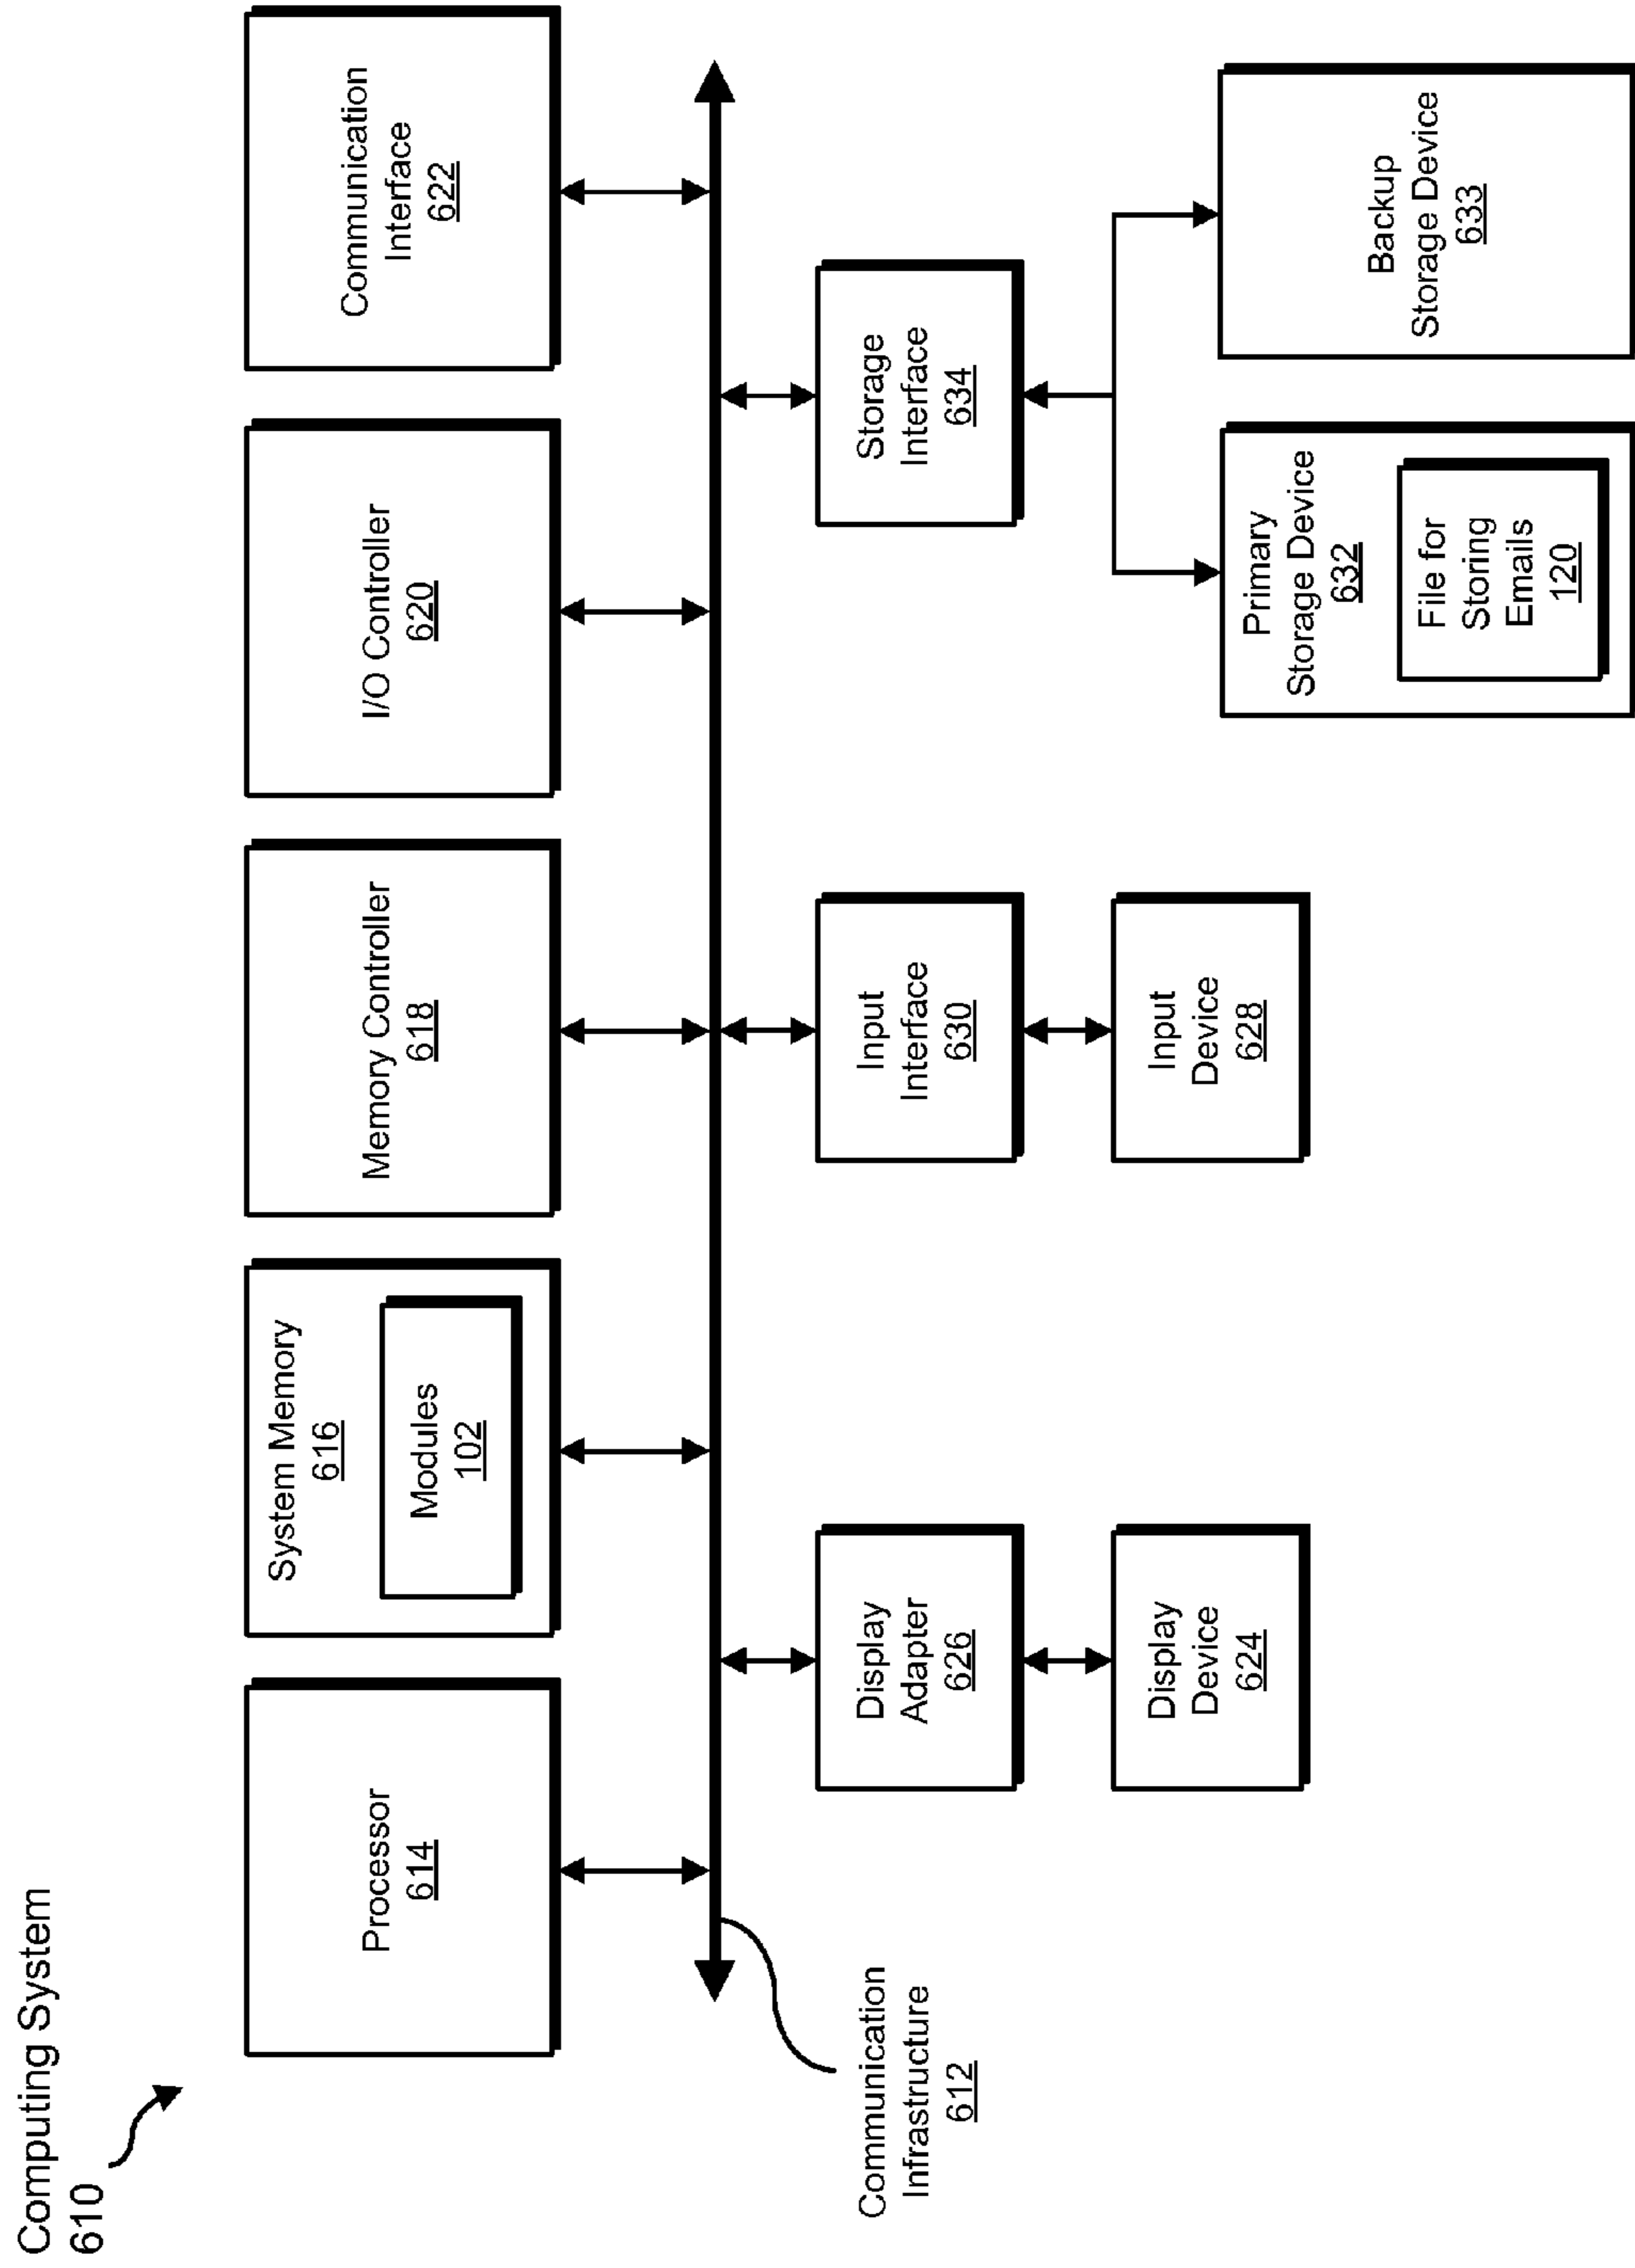 Computing System
610
Processor
614
System Memory
616
Modules
102
Memory Controller
618
I/O Controller
620
Communication
Interface
622
Communication
Infrastructure
612
Display
Adapter
626
Input
Interface
630
Storage
Interface
634
Display
Device
624
Input
Device
628
Primary
Storage Device
632
File for
Storing
Emails
120
Backup
Storage Device
633